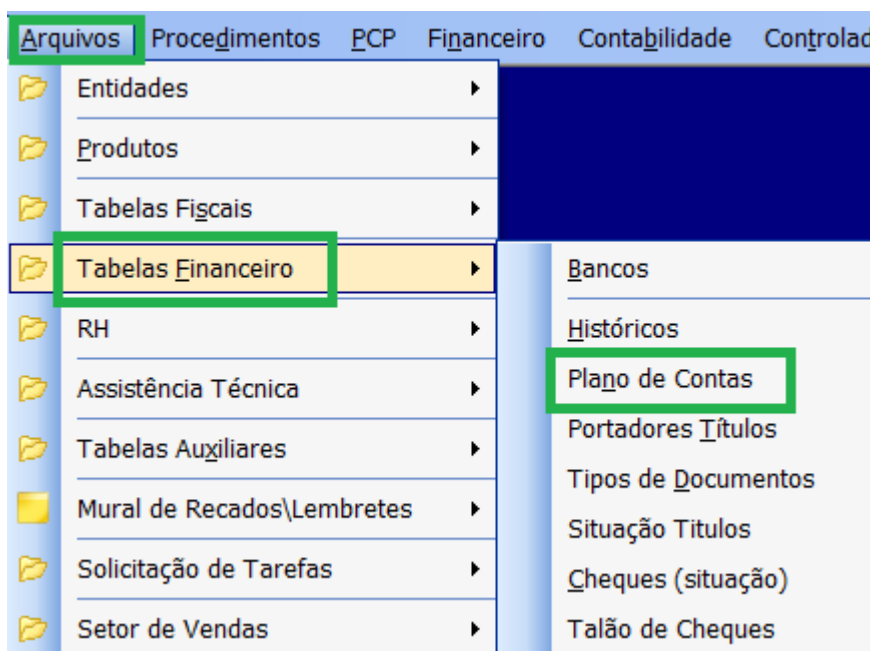 Arquivos Procedimentos PCP Financeiro Contabilidade Controlad
Entidades
Produtos
Tabelas Fiscais
Tabelas Financeiro
RH
Assistência Técnica
Tabelas Auxiliares
Mural de Recados\Lembretes
Solicitação de Tarefas
Setor de Vendas
Bancos
Históricos
Plano de Contas
Portadores Títulos
Tipos de Documentos
Situação Titulos
Cheques (situação)
Talão de Cheques